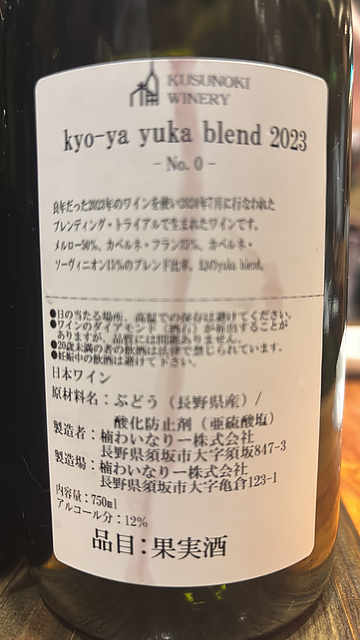 KUSUNOKI
WINERY
kyo-ya yuka blend 2023
- No. 0 -
良年だった2023年のワインを使い2024年7月に行なわれた
ブレンディング・トライアルで生まれたワインです。
メルロー50%、カベルネ・フラン35%、カベルネ・
ソーヴィニオン15%のブレンド比率。 yuka blend。
●日の当たる場所、高温での保存は避けてください。
●ワインのダイアモンド（酒石）が析出することが
ありますが、品質には問題ありません。
●20歳未満の者の飲酒は法律で禁じられています。
●妊娠中の飲酒は避けて下さい。
日本ワイン
原材料名：ぶどう（長野県産）/
酸化防止剤（亜硫酸塩）
製造者：楠わいなりー株式会社
長野県須坂市大字須坂847-3
製造場：楠わいなりー株式会社
長野県須坂市大字亀倉123-1
内容量：750ml
アルコール分：12%
品目：果実酒